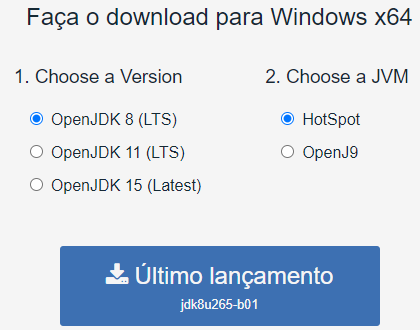 Faça o download para Windows x64
1. Choose a Version
OpenJDK 8 (LTS)
OpenJDK 11 (LTS)
OpenJDK 15 (Latest)
2. Choose a JVM
HotSpot
OpenJ9
Último lançamento
jdk8u265-b01